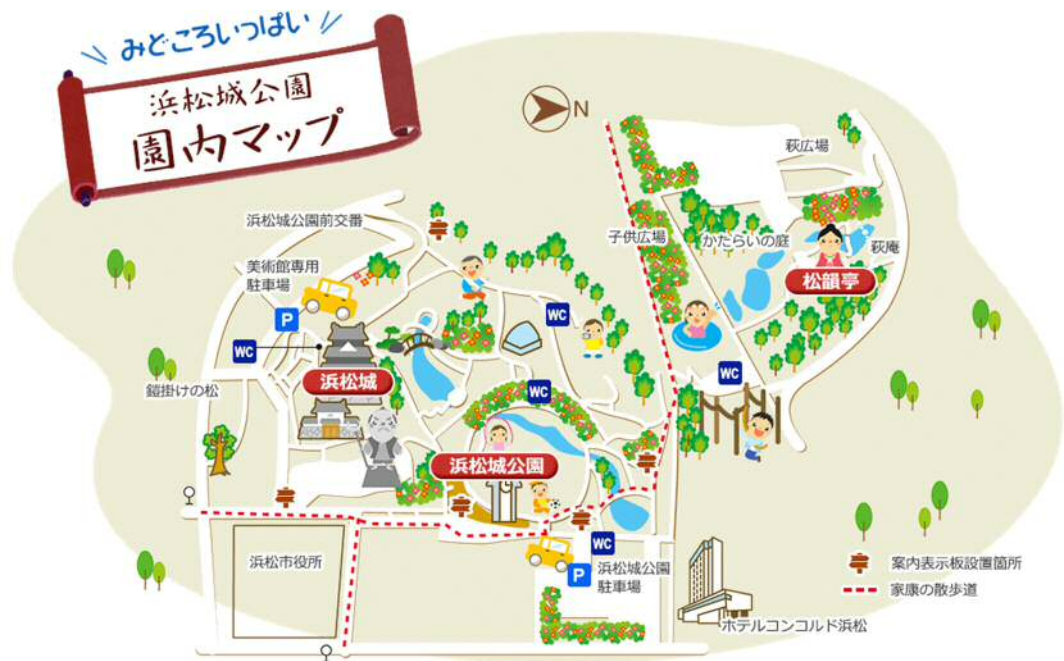 みどころいっぱい
浜松城公園
園内マップ
N
萩広場
浜松城公園前交番
子供広場
かたらいの庭
萩庵
美術館専用
駐車場
松韻亭
P
WC
WC
WC
浜松城
鎧掛けの松
WC
浜松城公園
WC
浜松市役所
P
浜松城公園
駐車場
案内表示板設置箇所
家康の散歩道
ホテルコンコルド浜松